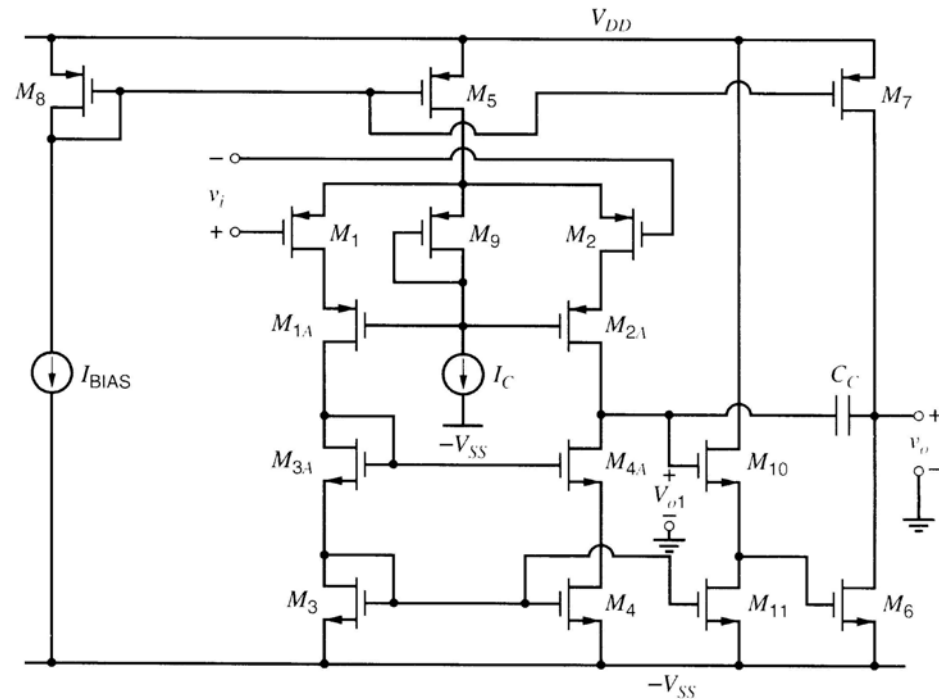 V_DD
M_8
M_5
M_7
−
v_i
+
M_1
M_9
M_2
M_1A
M_2A
I_BIAS
I_C
C_C
−V_SS
+
v_o
−
M_3A
M_4A
+
V_o1
−
M_10
M_3
M_4
M_11
M_6
−V_SS